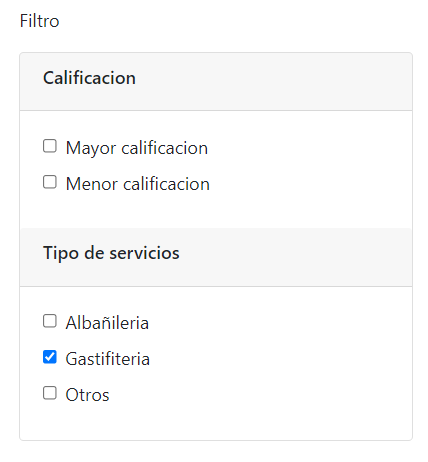 Filtro
Calificacion
Mayor calificacion
Menor calificacion
Tipo de servicios
Albañileria
Gastifiteria
Otros